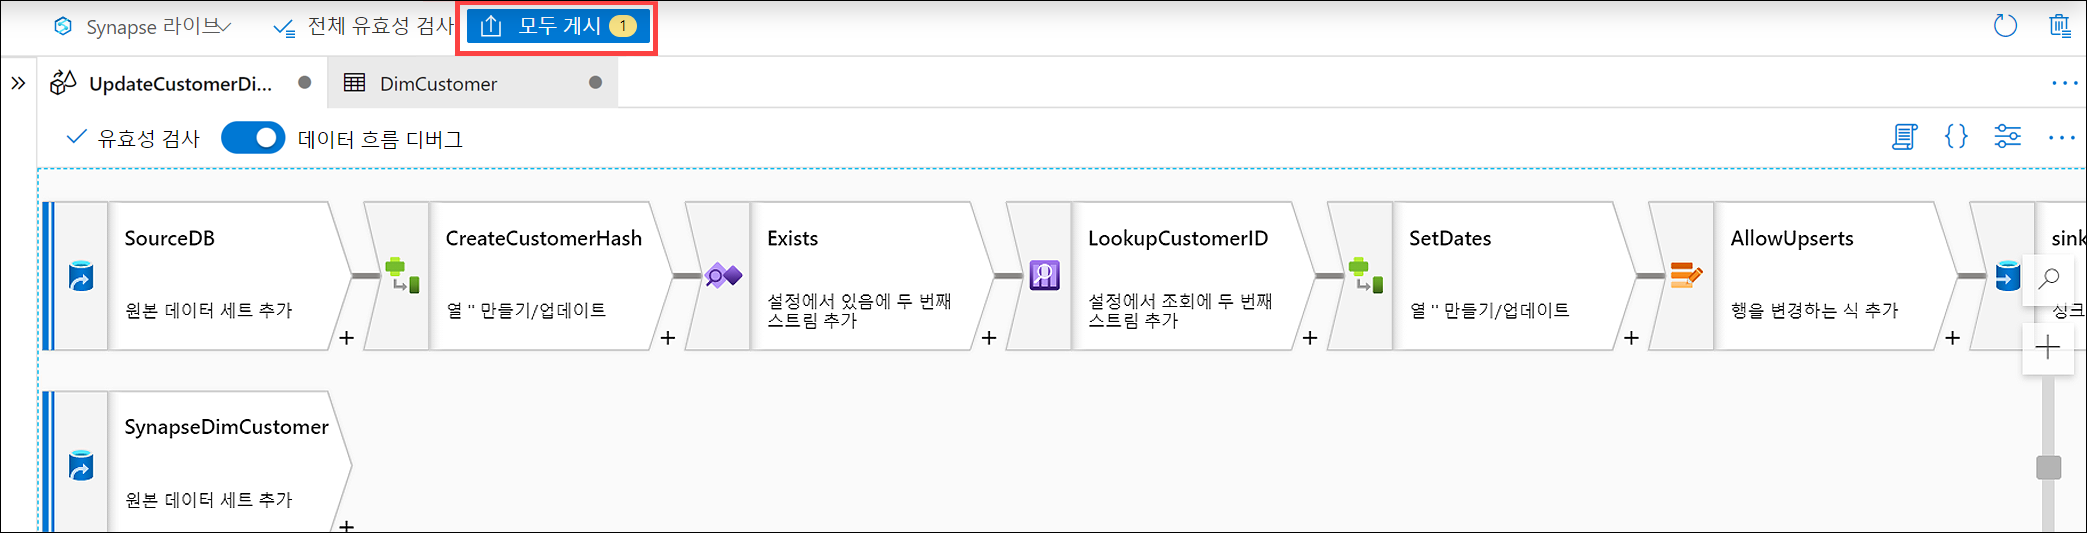 Synapse 라이브
전체 유효성 검사
모두 게시 1
UpdateCustomerDi...
DimCustomer
유효성 검사
데이터 흐름 디버그
SourceDB
원본 데이터 세트 추가
+
CreateCustomerHash
열 '' 만들기/업데이트
+
Exists
설정에서 있음에 두 번째
스트림 추가
+
LookupCustomerID
설정에서 조회에 두 번째
스트림 추가
+
SetDates
열 '' 만들기/업데이트
+
AllowUpserts
행을 변경하는 식 추가
+
sink
싱크
SynapseDimCustomer
원본 데이터 세트 추가
+